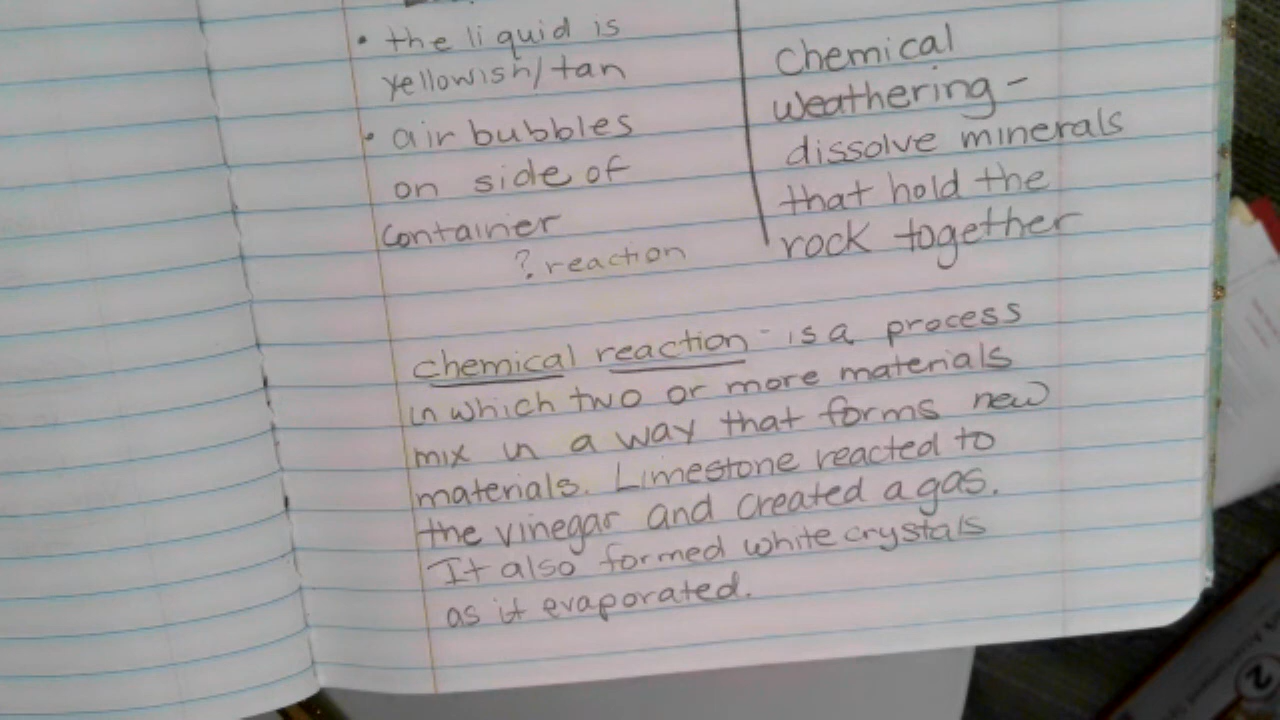 • the liquid is
yellowish/tan
• air bubbles
on side of
container
? reaction
Chemical
weathering -
dissolve minerals
that hold the
rock together
chemical reaction - is a process
in which two or more materials
mix in a way that forms new
materials. Limestone reacted to
the vinegar and created a gas.
It also formed white crystals
as it evaporated.
2